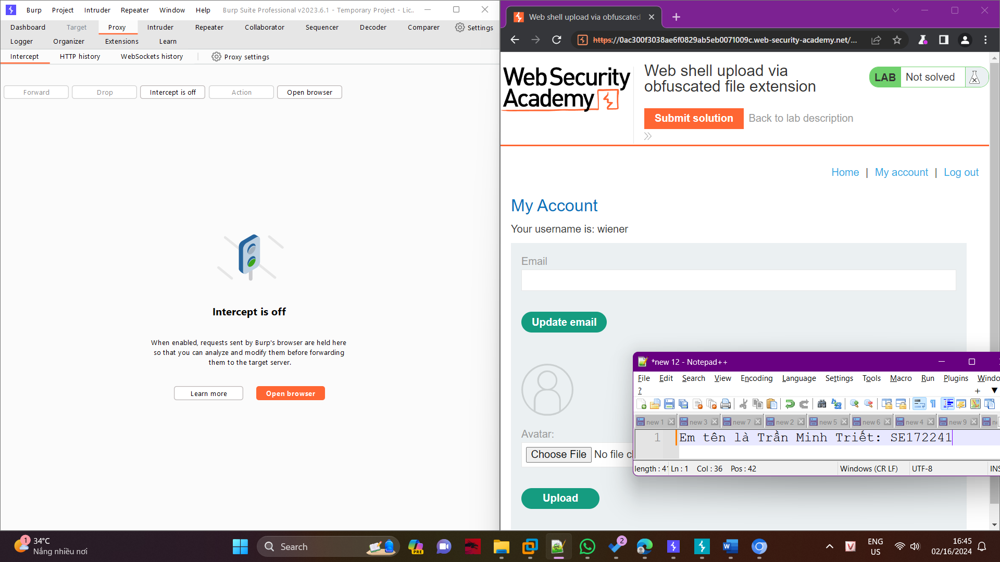 Burp Project Intruder Repeater Window Help Burp Suite Professional v2023.6.1 - Temporary Project - Lic..
Dashboard Target Proxy Intruder Repeater Collaborator Sequencer Decoder Comparer Settings
Logger Organizer Extensions Learn
Intercept HTTP history WebSockets history Proxy settings
Forward Drop Intercept is off Action Open browser
Intercept is off
When enabled, requests sent by Burp's browser are held here
so that you can analyze and modify them before forwarding
them to the target server.
Learn more Open browser
Web shell upload via obfuscated
https://0ac300f3038ae6f0829ab5eb0071009c.web-security-academy.net/...
Web Security
Academy
Web shell upload via
obfuscated file extension
LAB Not solved
Submit solution Back to lab description
Home | My account | Log out
My Account
Your username is: wiener
Email
Update email
Avatar:
Choose File No file c
Upload
*new 12 - Notepad++
File Edit Search View Encoding Language Settings Tools Macro Run Plugins Windo
?
+ ▼
new 1 new 3 new 7 new 2 new 5 new 6 new 4 new 9
1 Em tên là Trần Minh Triết: SE172241
length : 41 Ln : 1 Col : 36 Pos : 42 Windows (CR LF) UTF-8 INS
1 34°C
Nắng nhiều nơi
Search
PRE
2
V
ENG
US
16:45
02/16/2024